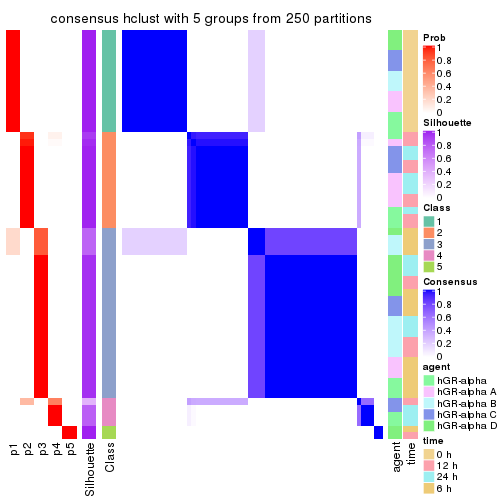 consensus hclust with 5 groups from 250 partitions
Prob
1
0.8
0.6
0.4
0.2
0
Silhouette
1
0.8
0.6
0.4
0.2
0
Class
1
2
3
4
5
Consensus
1
0.8
0.6
0.4
0.2
0
agent
hGR-alpha
hGR-alpha A
hGR-alpha B
hGR-alpha C
hGR-alpha D
time
0 h
12 h
24 h
6 h
p1
p2
p3
p4
p5
Silhouette
Class
agent
time